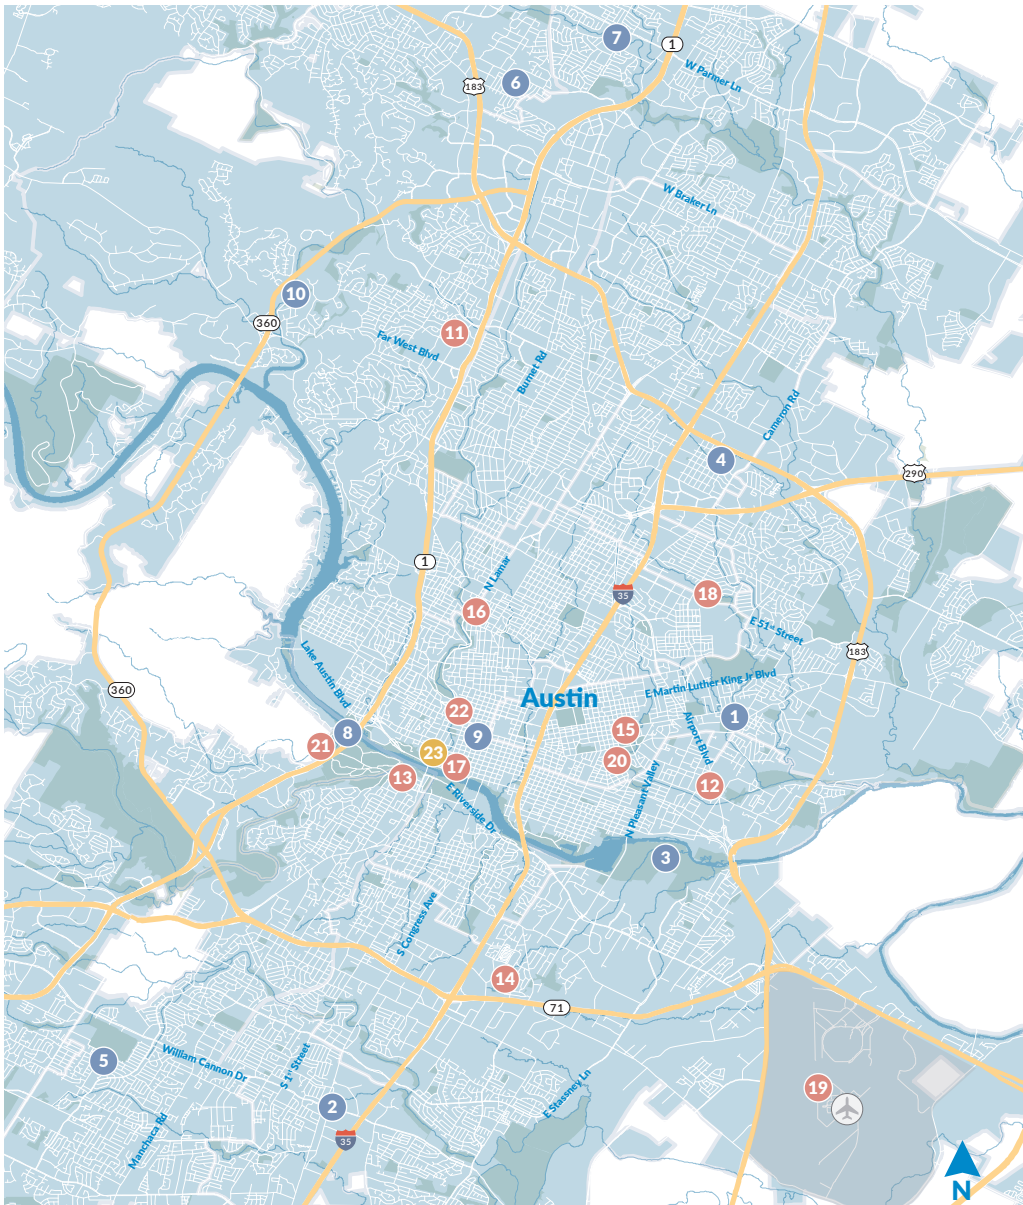 7
1
W Parmer Ln
6
183
W Braker Ln
10
360
11
Far West Blvd
Burnet Rd
Cameron Rd
4
290
1
N Lamar
35
18
16
E 51st Street
183
Lake Austin Blvd
360
E Martin Luther King Jr Blvd
Austin
22
1
15
9
8
21
23
Airport Blvd
20
17
13
12
N Pleasant Valley
E Riverside Dr
3
S Congress Ave
14
71
5
William Cannon Dr
S 1st Street
19
E Stassney Ln
2
Manchaca Rd
35
N